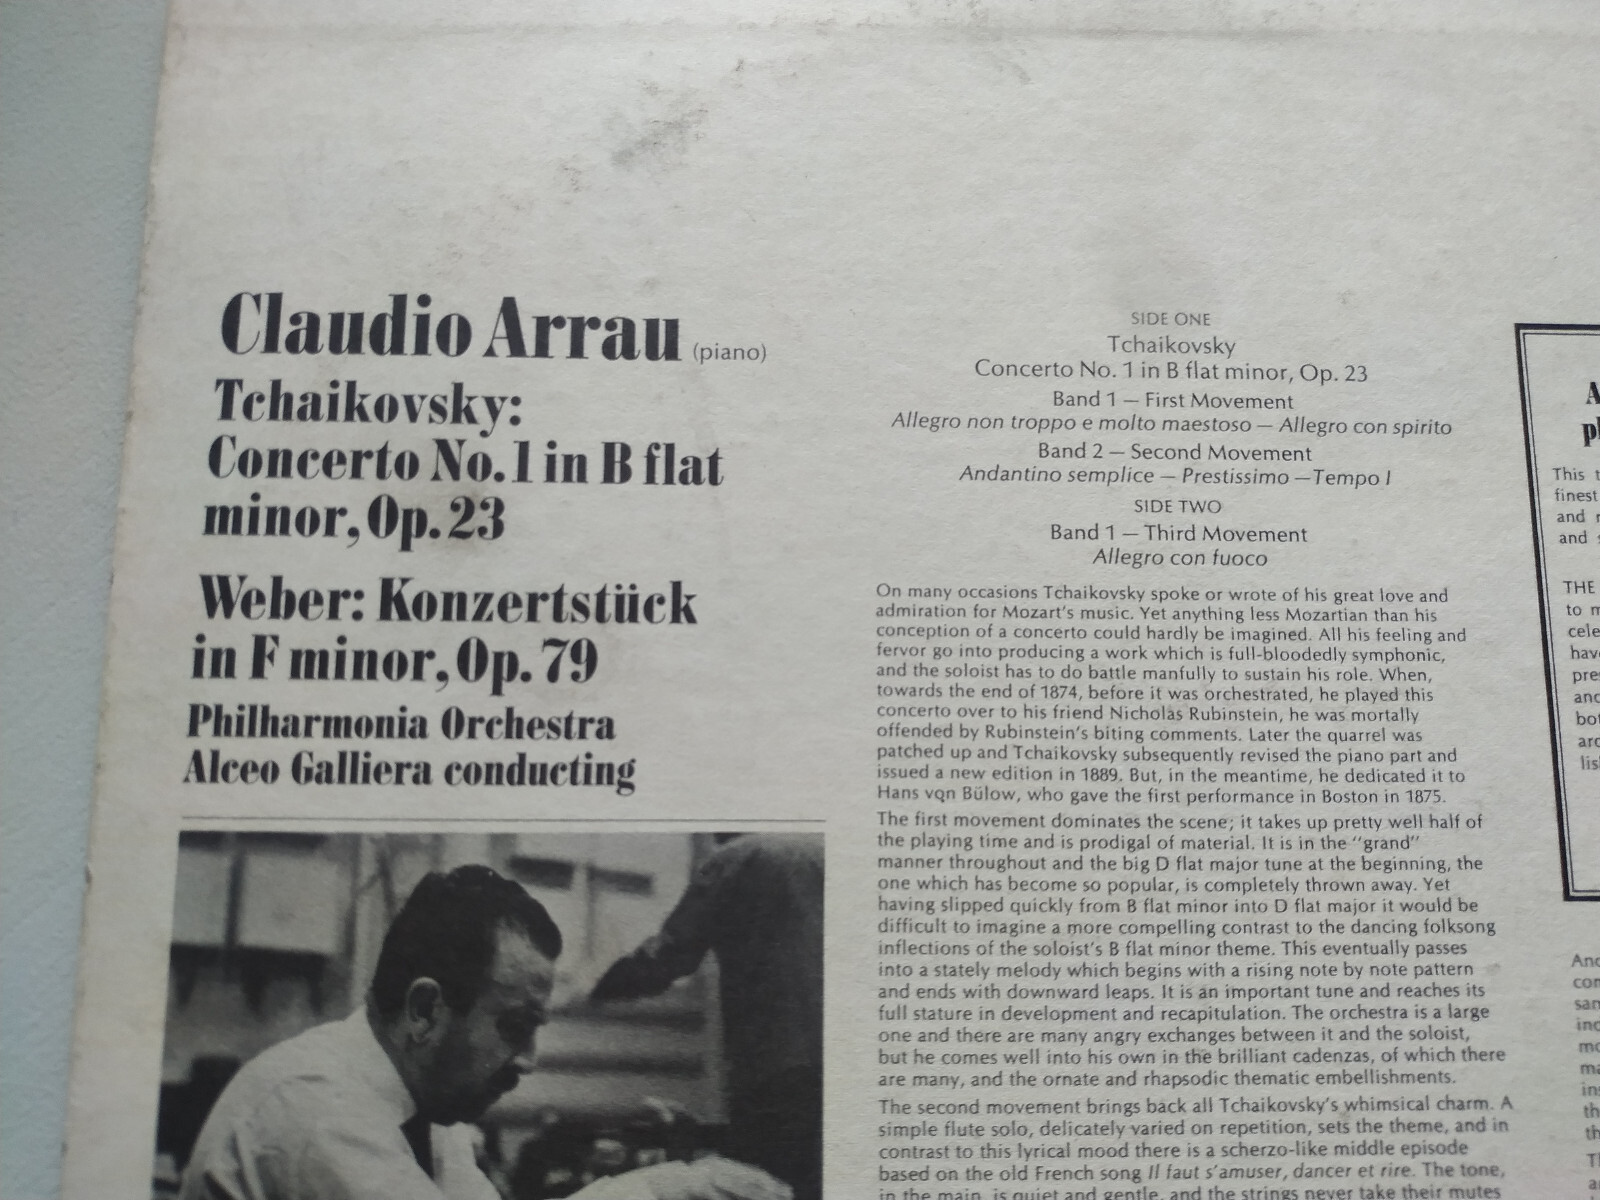 Claudio Arrau (piano)
Tchaikovsky:
Concerto No. 1 in B flat
minor, Op. 23
Weber: Konzertstück
in F minor, Op. 79
Philharmonia Orchestra
Alceo Galliera conducting
SIDE ONE
Tchaikovsky
Concerto No. 1 in B flat minor, Op. 23
Band 1 — First Movement
Allegro non troppo e molto maestoso — Allegro con spirito
Band 2 — Second Movement
Andantino semplice — Prestissimo —Tempo I
SIDE TWO
Band 1 — Third Movement
Allegro con fuoco
On many occasions Tchaikovsky spoke or wrote of his great love and
admiration for Mozart's music. Yet anything less Mozartian than his
conception of a concerto could hardly be imagined. All his feeling and
fervor go into producing a work which is full-bloodedly symphonic,
and the soloist has to do battle manfully to sustain his role. When,
towards the end of 1874, before it was orchestrated, he played this
concerto over to his friend Nicholas Rubinstein, he was mortally
offended by Rubinstein's biting comments. Later the quarrel was
patched up and Tchaikovsky subsequently revised the piano part and
issued a new edition in 1889. But, in the meantime, he dedicated it to
Hans von Bülow, who gave the first performance in Boston in 1875.
The first movement dominates the scene; it takes up pretty well half of
the playing time and is prodigal of material. It is in the "grand"
manner throughout and the big D flat major tune at the beginning, the
one which has become so popular, is completely thrown away. Yet
having slipped quickly from B flat minor into D flat major it would be
difficult to imagine a more compelling contrast to the dancing folksong
inflections of the soloist's B flat minor theme. This eventually passes
into a stately melody which begins with a rising note by note pattern
and ends with downward leaps. It is an important tune and reaches its
full stature in development and recapitulation. The orchestra is a large
one and there are many angry exchanges between it and the soloist,
but he comes well into his own in the brilliant cadenzas, of which there
are many, and the ornate and rhapsodic thematic embellishments.
The second movement brings back all Tchaikovsky's whimsical charm. A
simple flute solo, delicately varied on repetition, sets the theme, and in
contrast to this lyrical mood there is a scherzo-like middle episode
based on the old French song Il faut s'amuser, dancer et rire. The tone,
in the main, is quiet and gentle, and the strings never take their mutes
This
finest
and
and
THE
to